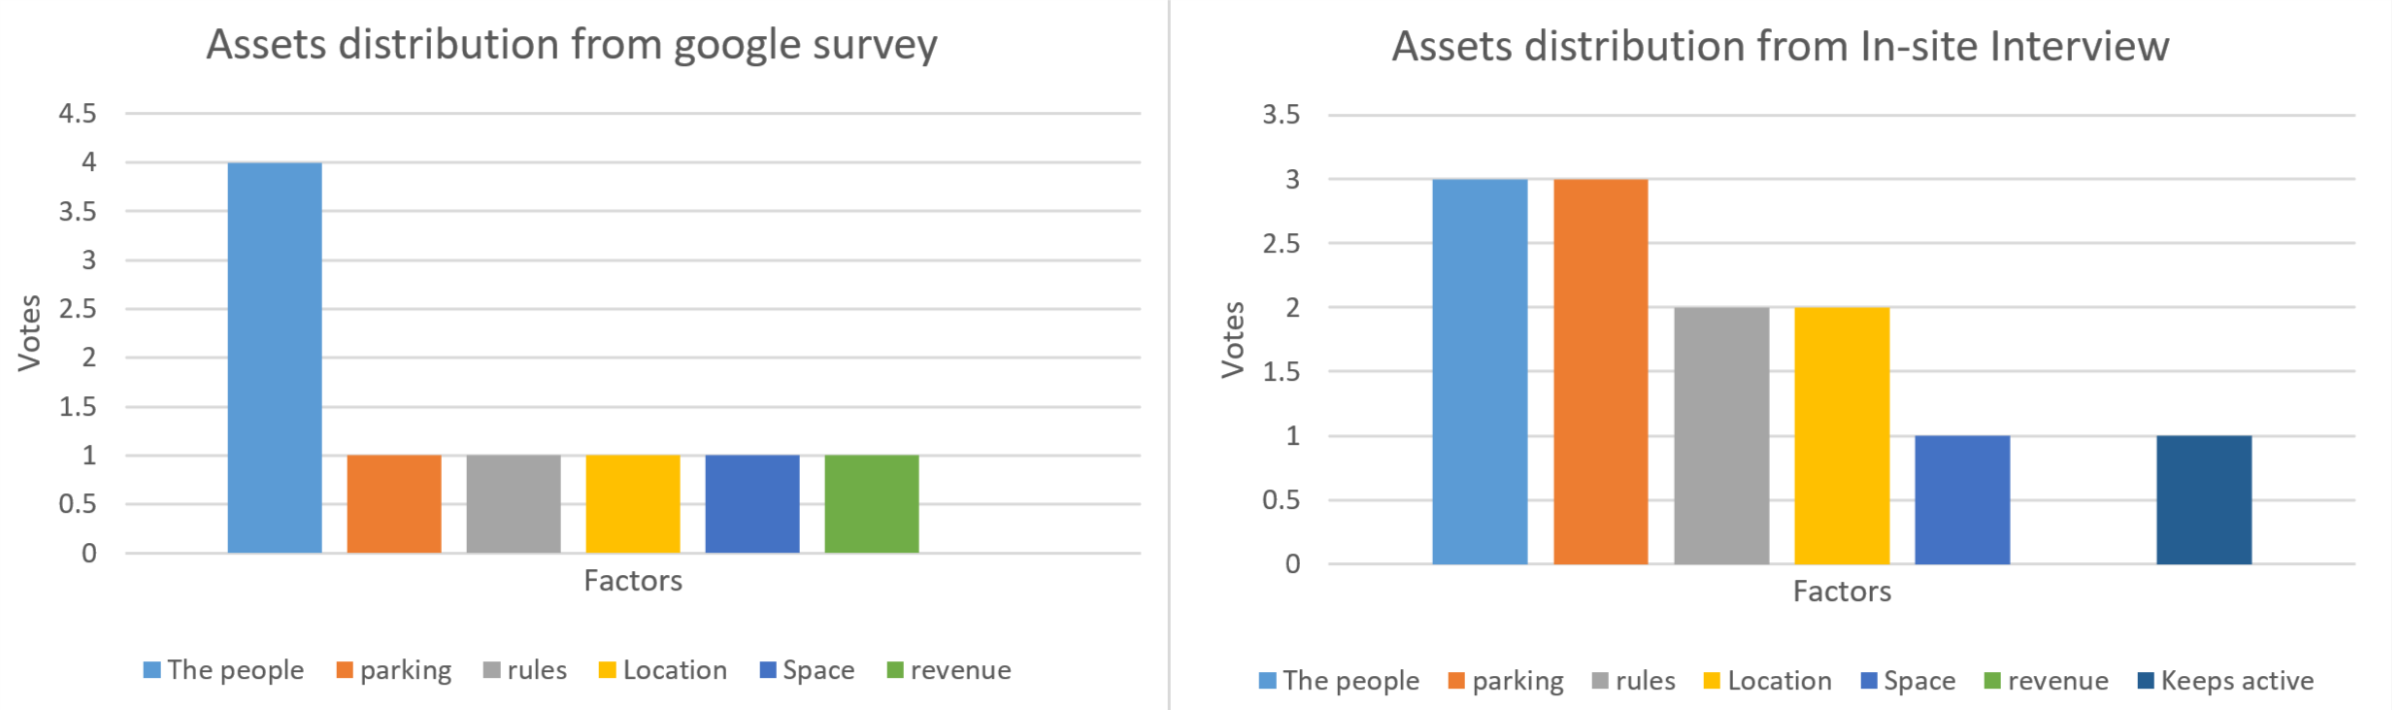 Assets distribution from google survey
4.5
4
3.5
3
2.5
2
1.5
1
0.5
0
Votes
Factors
The people parking rules Location Space revenue
Assets distribution from In-site Interview
3.5
3
2.5
2
1.5
1
0.5
0
Votes
Factors
The people parking rules Location Space revenue Keeps active